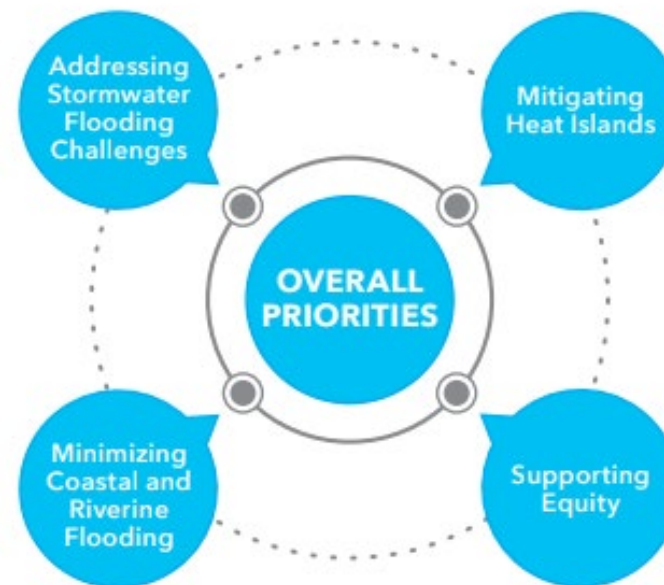 Addressing
Stormwater
Flooding
Challenges
Mitigating
Heat Islands
OVERALL
PRIORITIES
Minimizing
Coastal and
Riverine
Flooding
Supporting
Equity